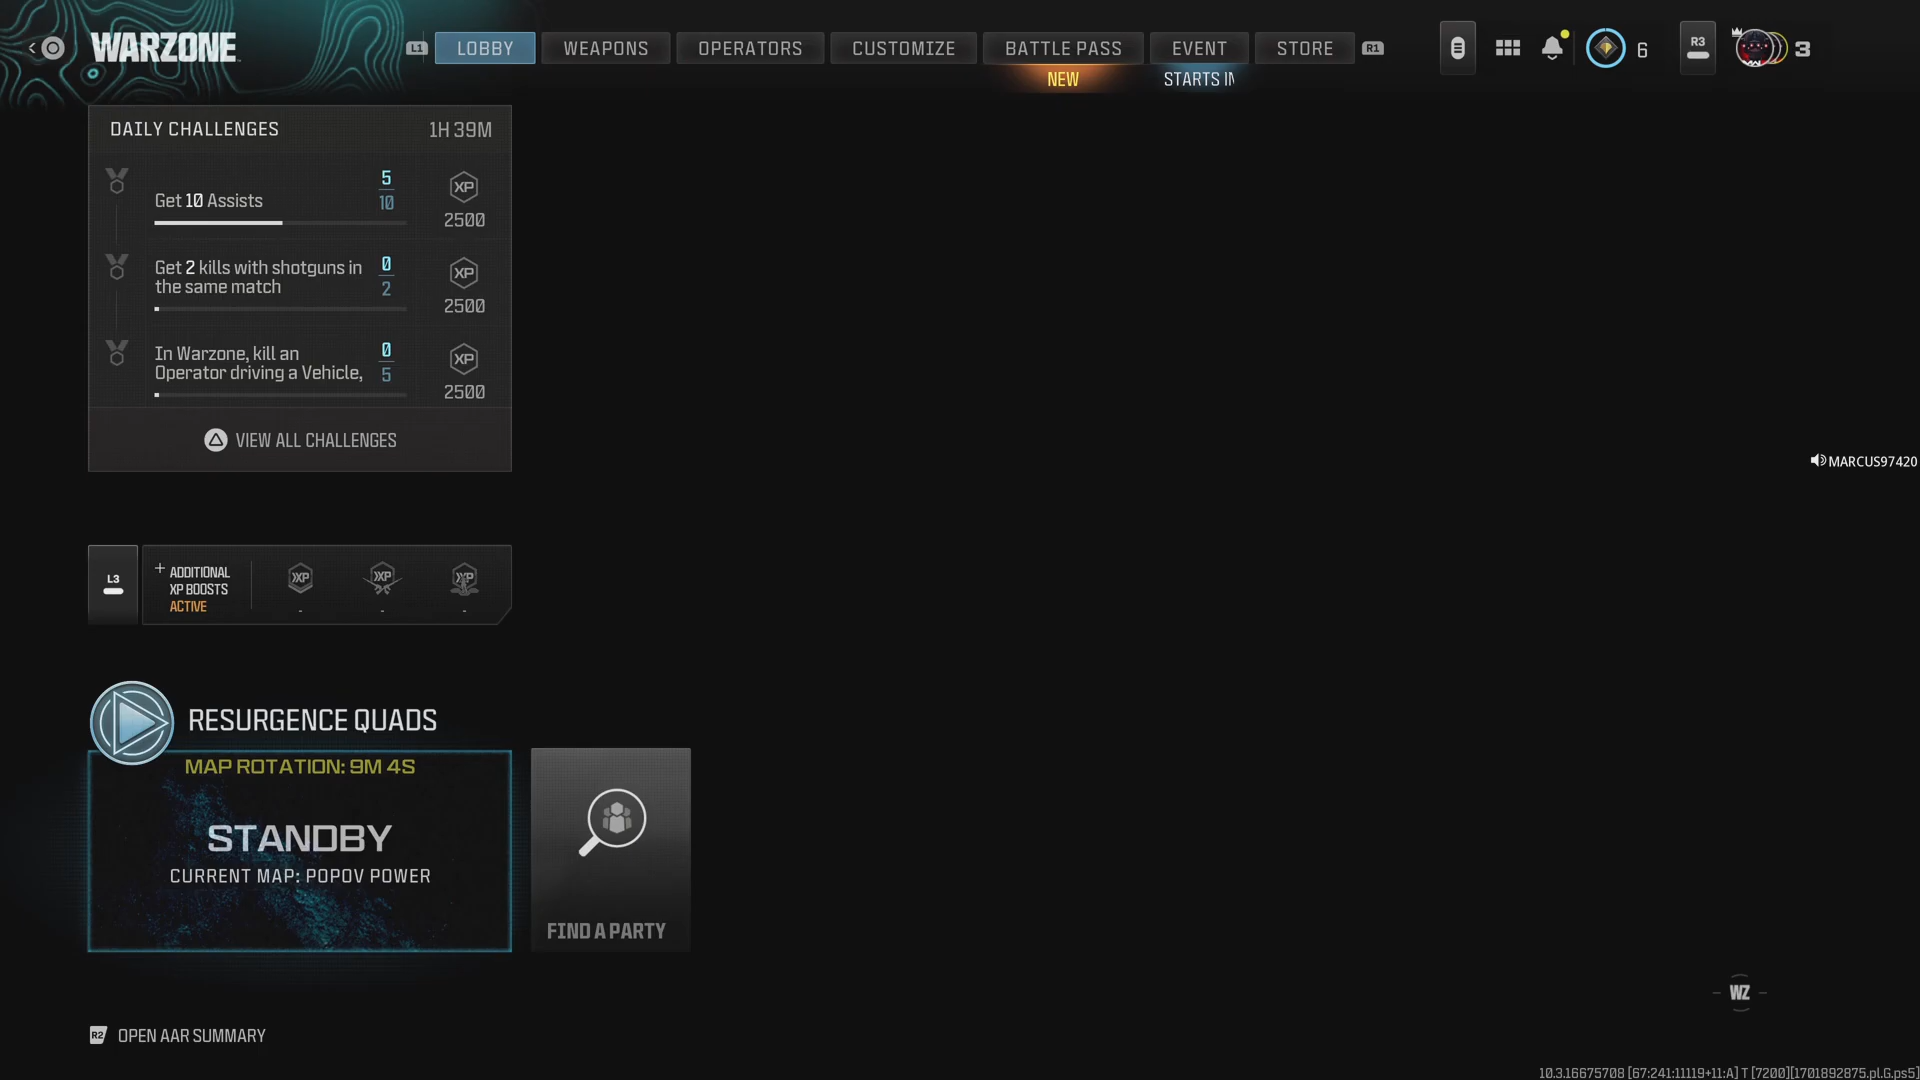 WARZONE
L1 LOBBY WEAPONS OPERATORS CUSTOMIZE BATTLE PASS EVENT STORE R1
NEW
STARTS IN
6
R3
3
DAILY CHALLENGES 1H 39M
Get 10 Assists
5
10
XP
2500
Get 2 kills with shotguns in
the same match
0
2
XP
2500
In Warzone, kill an
Operator driving a Vehicle,
0
5
XP
2500
VIEW ALL CHALLENGES
MARCUS97420
L3
+ ADDITIONAL
XP BOOSTS
ACTIVE
XP XP XP
- - -
RESURGENCE QUADS
MAP ROTATION: 9M 4S
STANDBY
CURRENT MAP: POPOV POWER
FIND A PARTY
WZ
R2 OPEN AAR SUMMARY
10.3.16675708 [67:241:11119+11:A] T [7200][1701892875.pl.G.ps5]